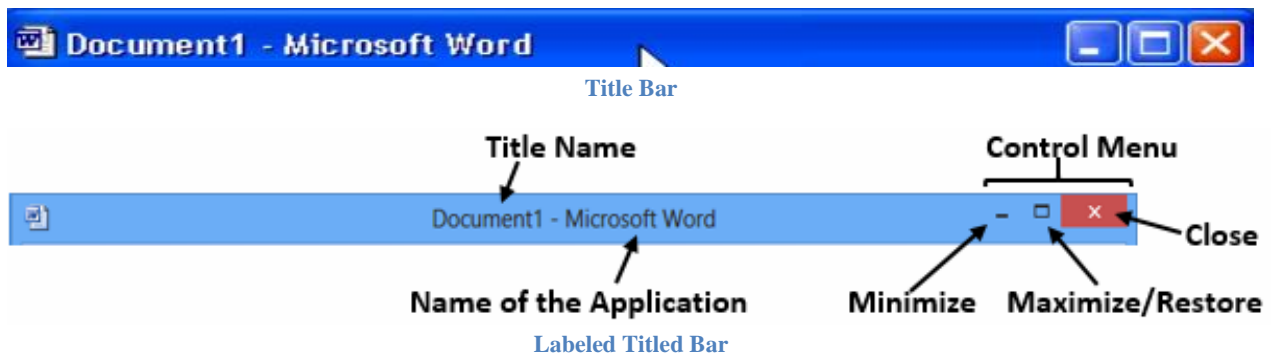 Document1 - Microsoft Word
Title Bar
Title Name Control Menu
Document1 - Microsoft Word
Close
Name of the Application Minimize Maximize/Restore
Labeled Titled Bar